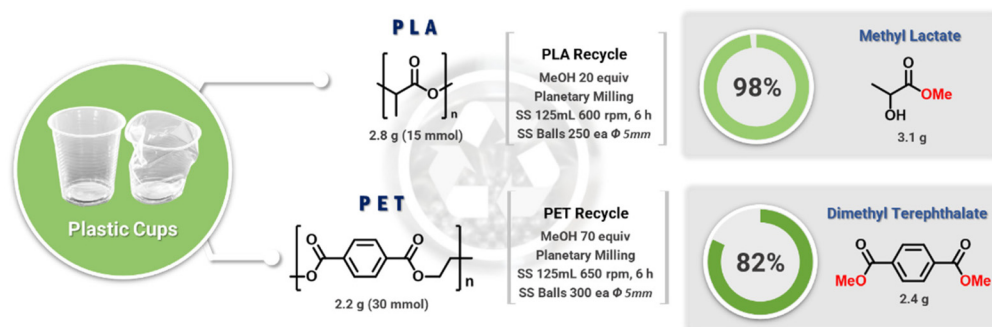 Plastic Cups
PLA
O
O
n
2.8 g (15 mmol)
PLA Recycle
MeOH 20 equiv
Planetary Milling
SS 125mL 600 rpm, 6 h
SS Balls 250 ea Φ 5mm
98%
Methyl Lactate
O
OMe
OH
3.1 g
PET
O
O
O
O
n
2.2 g (30 mmol)
PET Recycle
MeOH 70 equiv
Planetary Milling
SS 125mL 650 rpm, 6 h
SS Balls 300 ea Φ 5mm
82%
Dimethyl Terephthalate
O
O
MeO
OMe
2.4 g